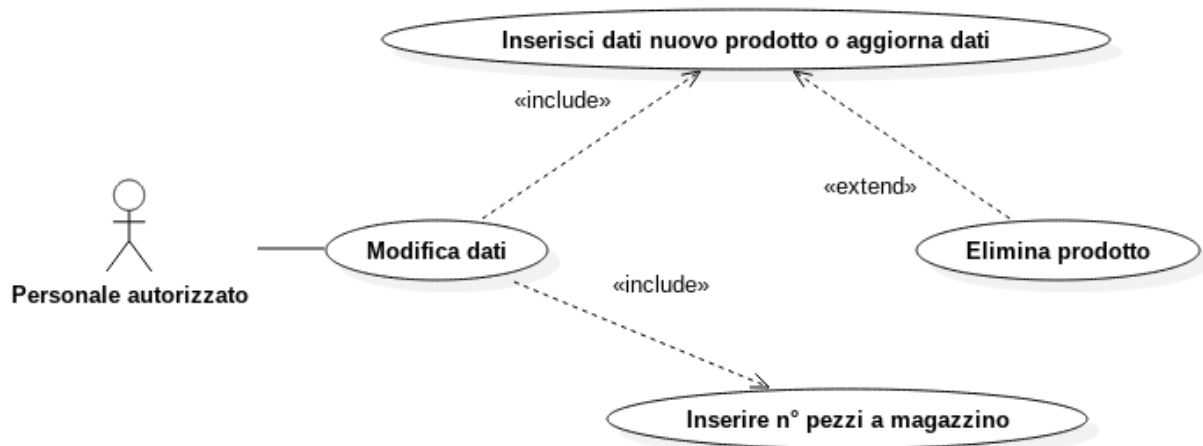 Inserisci dati nuovo prodotto o aggiorna dati
«include»
«extend»
Modifica dati
Elimina prodotto
Personale autorizzato
«include»
Inserire n° pezzi a magazzino